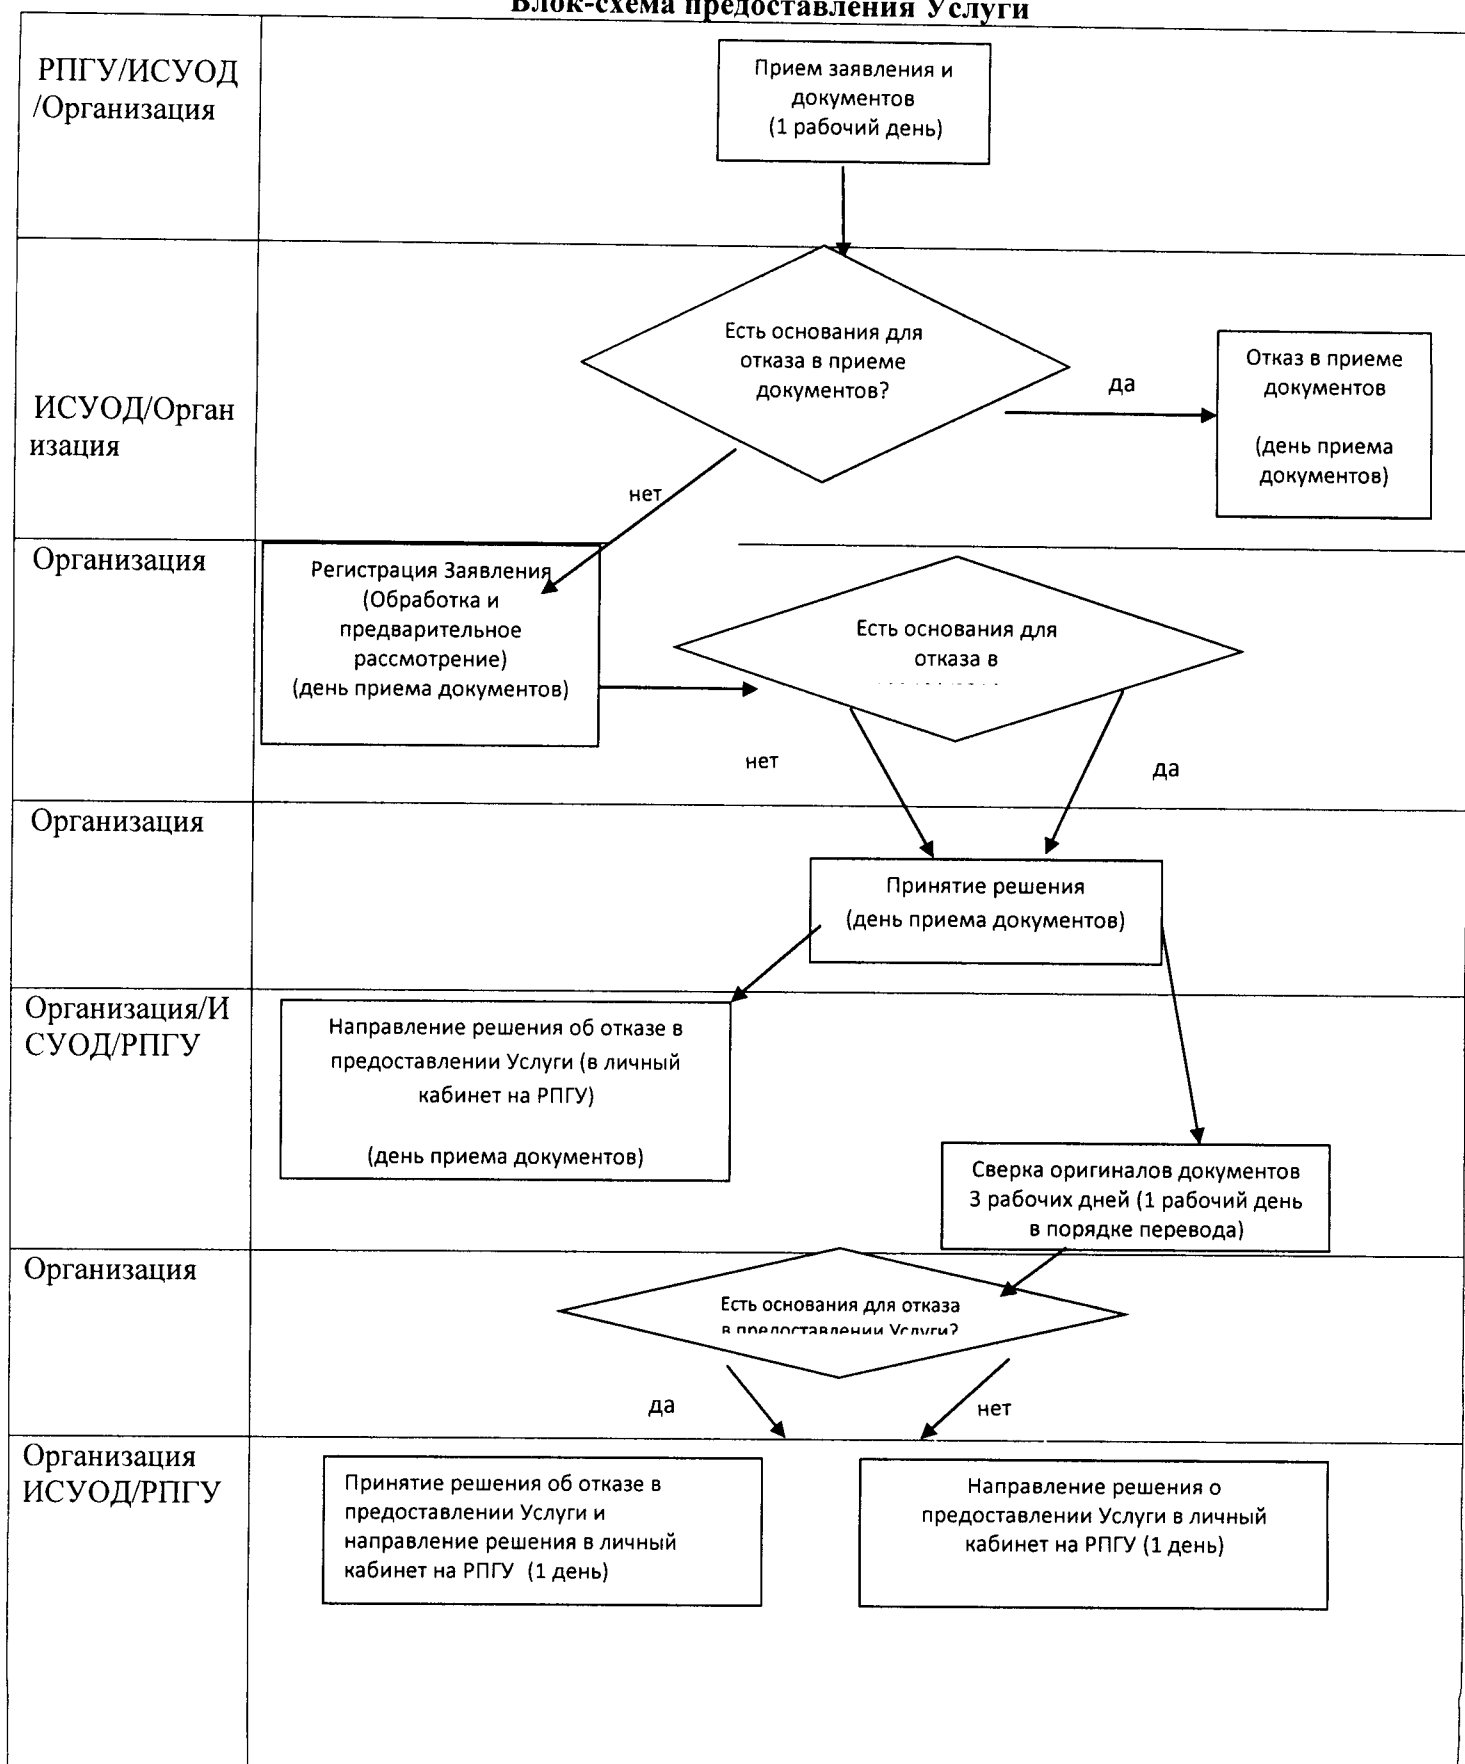 Блок-схема предоставления Услуги
РПГУ/ИСУОД
/Организация
Прием заявления и
документов
(1 рабочий день)
ИСУОД/Орган
изация
Есть основания для
отказа в приеме
документов?
да
Отказ в приеме
документов
(день приема
документов)
нет
Организация
Регистрация Заявления
(Обработка и
предварительное
рассмотрение)
(день приема документов)
Есть основания для
отказа в
нет
да
Организация
Принятие решения
(день приема документов)
Организация/И
СУОД/РПГУ
Направление решения об отказе в
предоставлении Услуги (в личный
кабинет на РПГУ)
(день приема документов)
Сверка оригиналов документов
3 рабочих дней (1 рабочий день
в порядке перевода)
Организация
Есть основания для отказа
в предоставлении Услуги?
да
нет
Организация
ИСУОД/РПГУ
Принятие решения об отказе в
предоставлении Услуги и
направление решения в личный
кабинет на РПГУ (1 день)
Направление решения о
предоставлении Услуги в личный
кабинет на РПГУ (1 день)